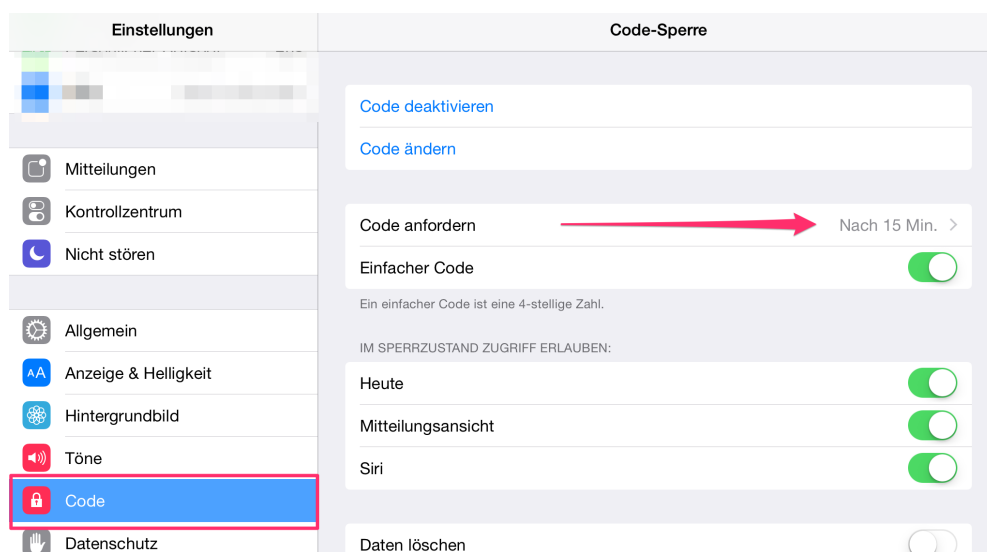 Einstellungen
Mitteilungen
Kontrollzentrum
Nicht stören
Allgemein
AA Anzeige & Helligkeit
Hintergrundbild
Töne
Code
Datenschutz
Code-Sperre
Code deaktivieren
Code ändern
Code anfordern Nach 15 Min.
Einfacher Code
Ein einfacher Code ist eine 4-stellige Zahl.
IM SPERRZUSTAND ZUGRIFF ERLAUBEN:
Heute
Mitteilungsansicht
Siri
Daten löschen